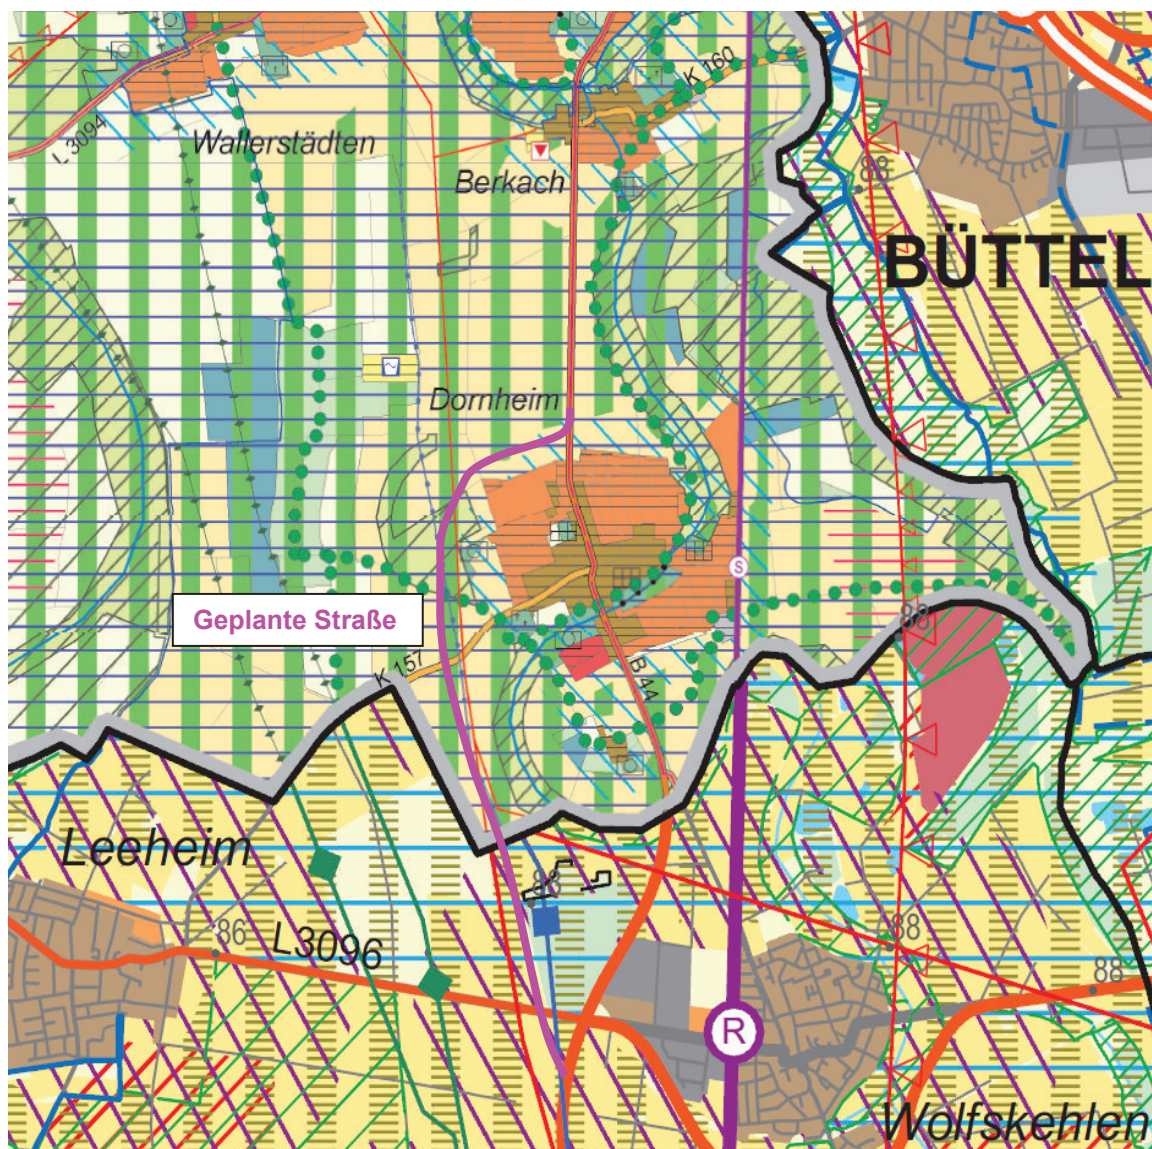 K 160
L 3094
Wallerstädten
Berkach
88
BÜTTEL
Dornheim
S
Geplante Straße
88
K 157
B 44
Leeheim
88
86
L3096
88
88
R
Wolfskehlen